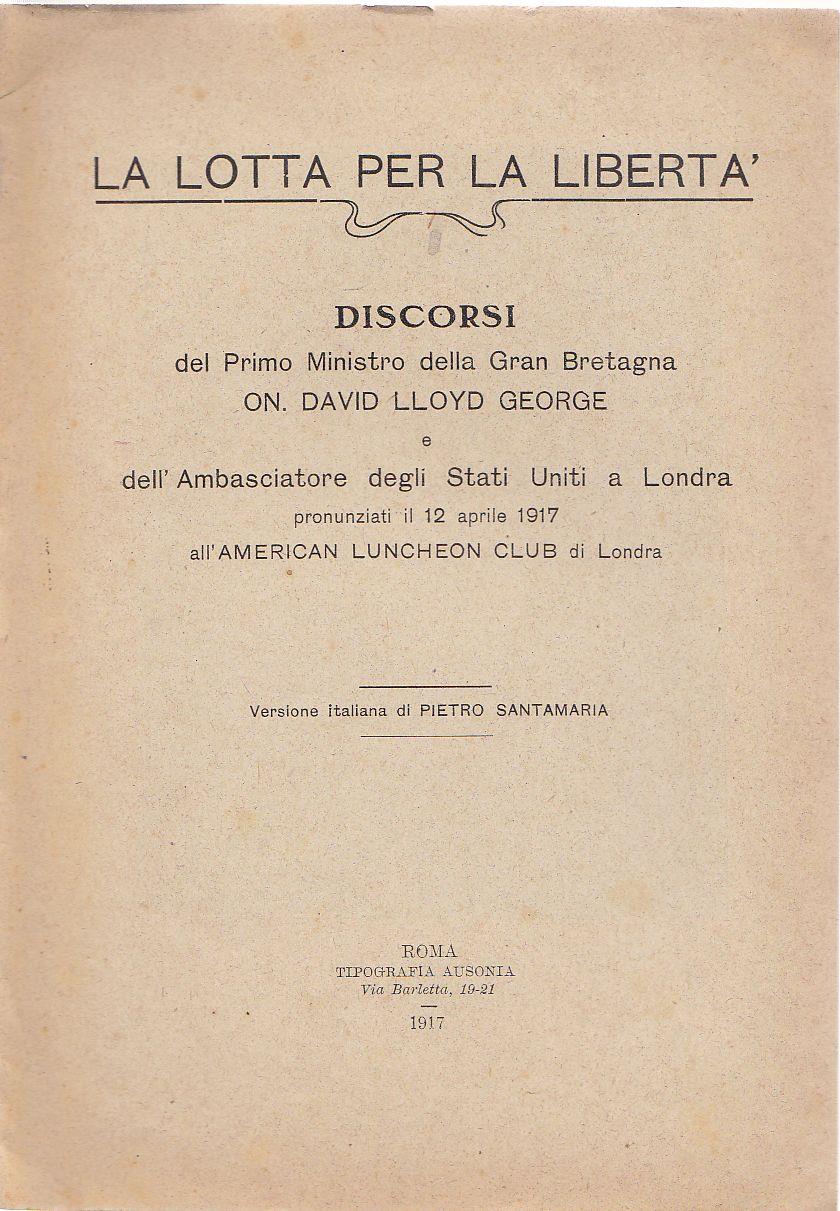 LA LOTTA PER LA LIBERTA'
DISCORSI
del Primo Ministro della Gran Bretagna
ON. DAVID LLOYD GEORGE
e
dell' Ambasciatore degli Stati Uniti a Londra
pronunziati il 12 aprile 1917
all'AMERICAN LUNCHEON CLUB di Londra
Versione italiana di PIETRO SANTAMARIA
ROMA
TIPOGRAFIA AUSONIA
Via Barletta, 19-21
1917